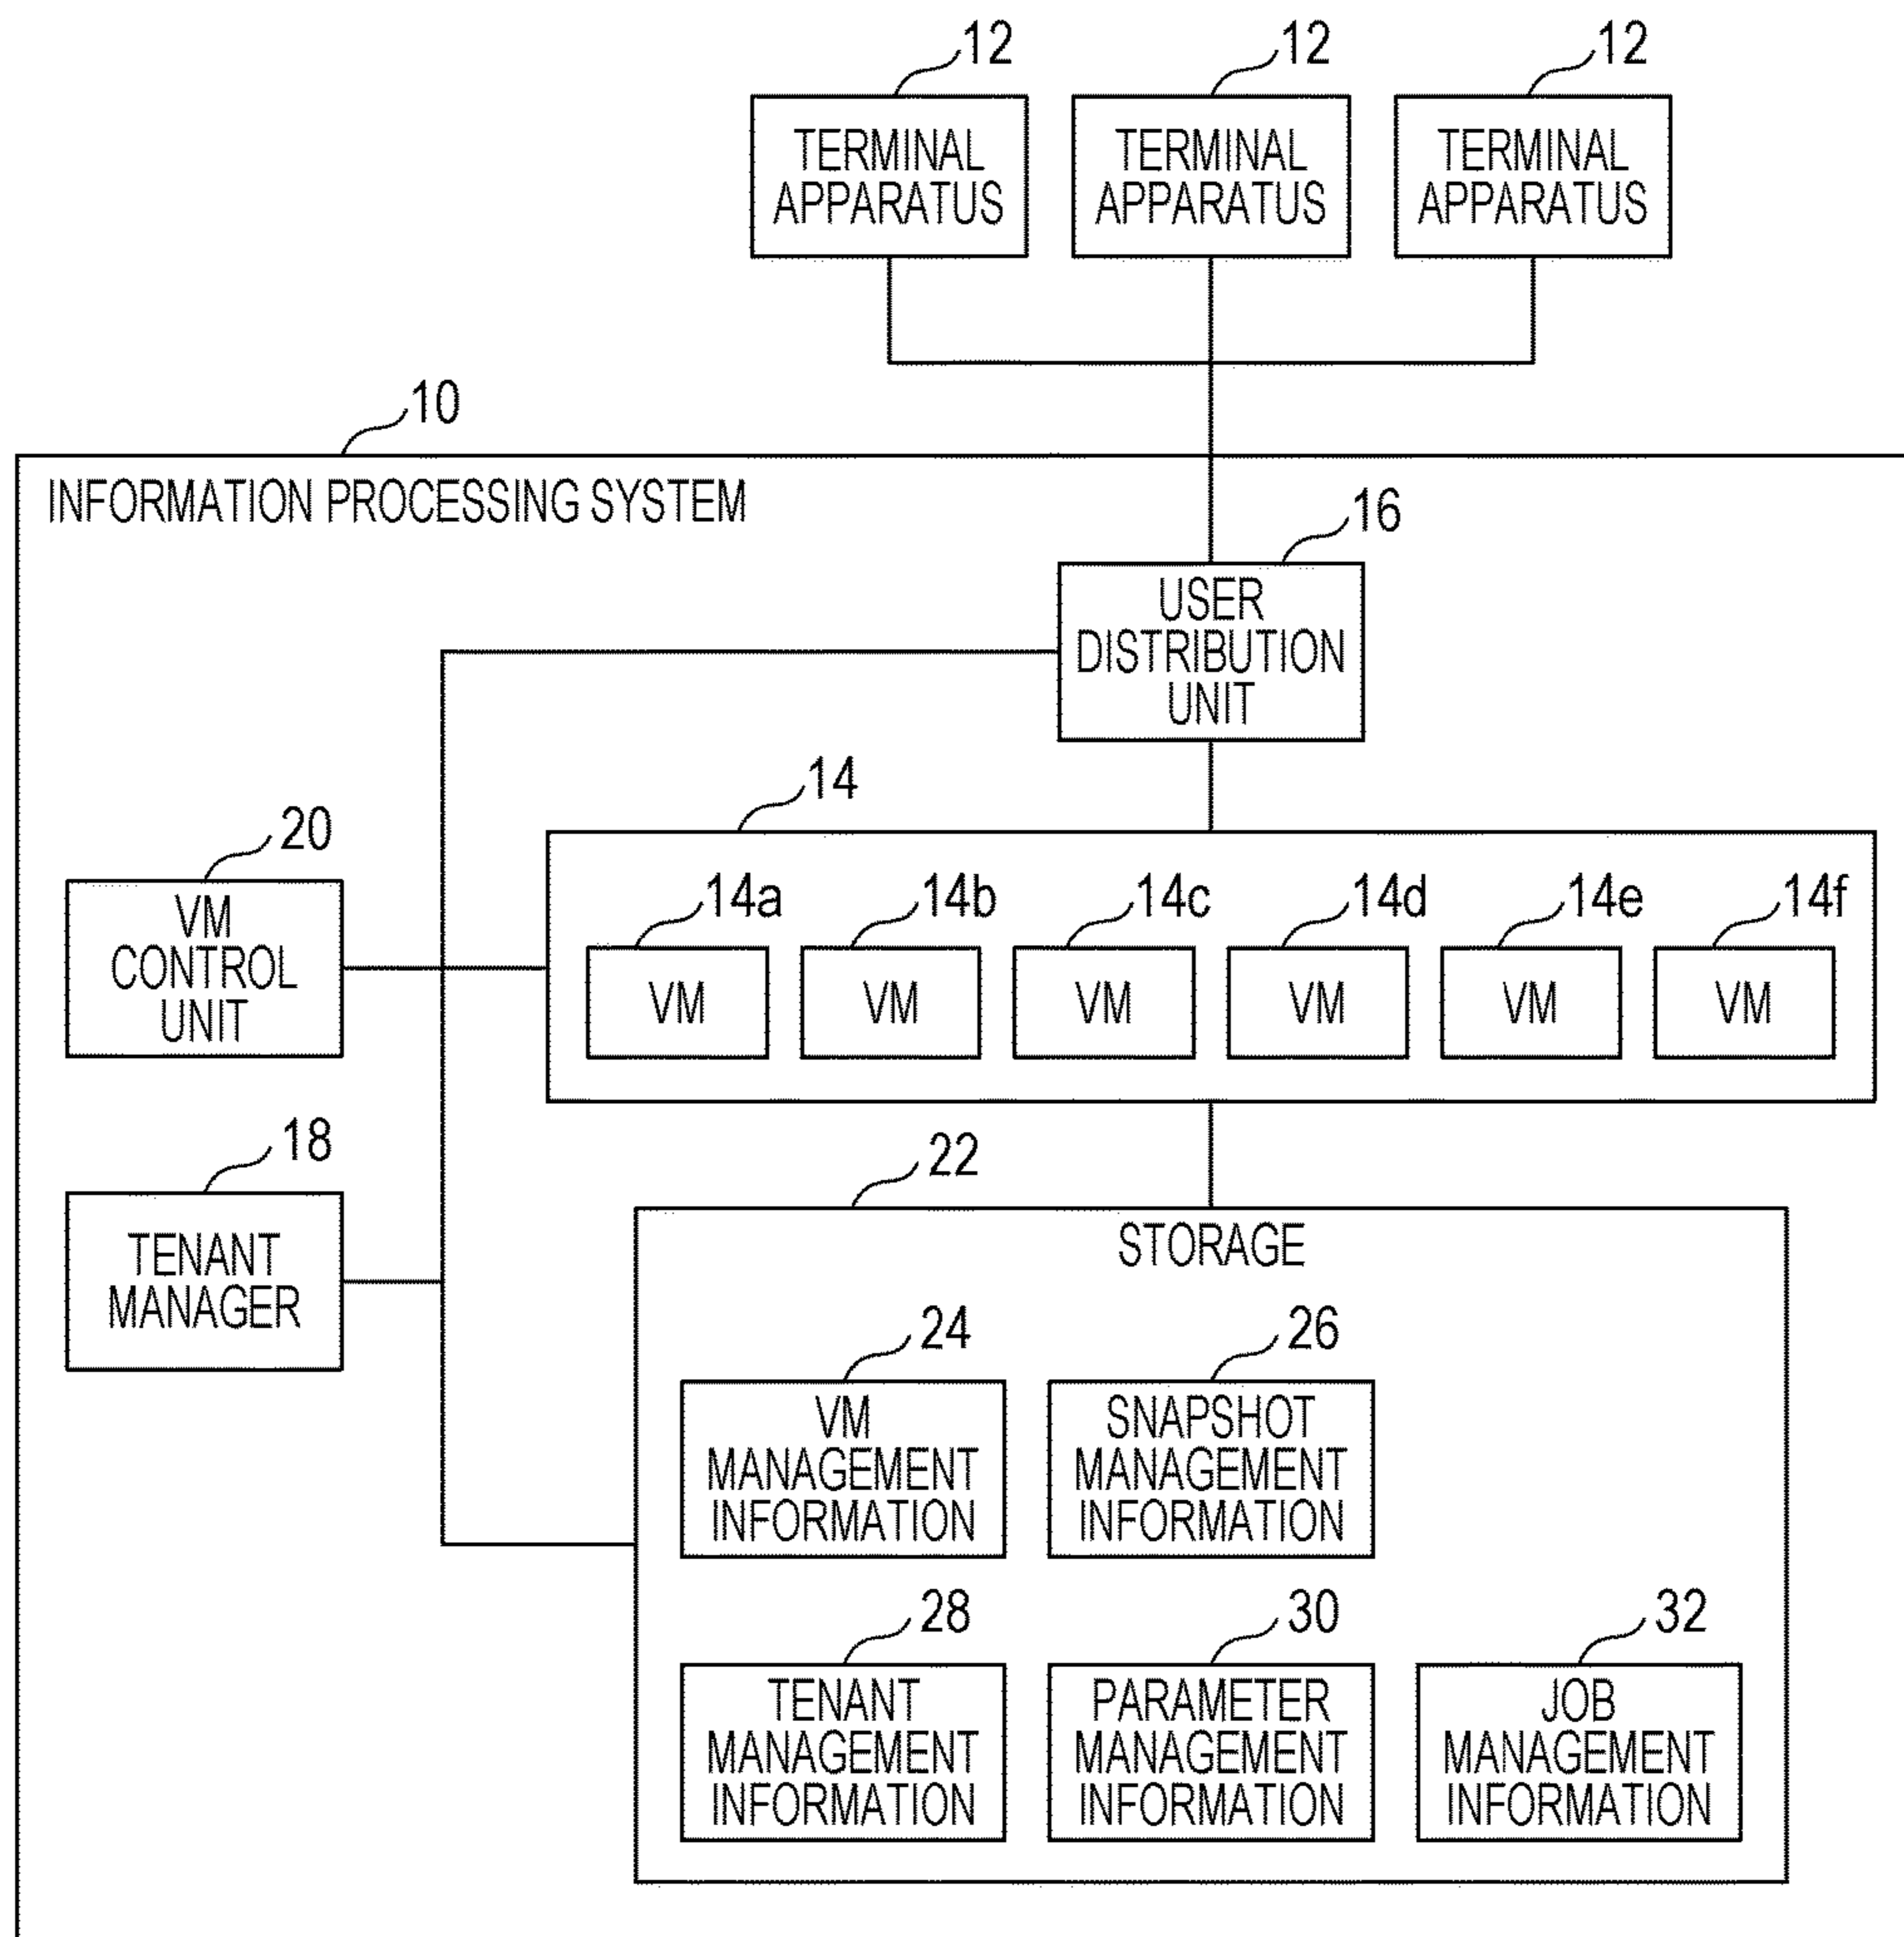 12
12
12
TERMINAL
APPARATUS
TERMINAL
APPARATUS
TERMINAL
APPARATUS
10
INFORMATION PROCESSING SYSTEM
16
USER
DISTRIBUTION
UNIT
14
20
VM
CONTROL
UNIT
14a
14b
14c
14d
14e
14f
VM
VM
VM
VM
VM
VM
18
TENANT
MANAGER
22
STORAGE
24
VM
MANAGEMENT
INFORMATION
26
SNAPSHOT
MANAGEMENT
INFORMATION
28
TENANT
MANAGEMENT
INFORMATION
30
PARAMETER
MANAGEMENT
INFORMATION
32
JOB
MANAGEMENT
INFORMATION